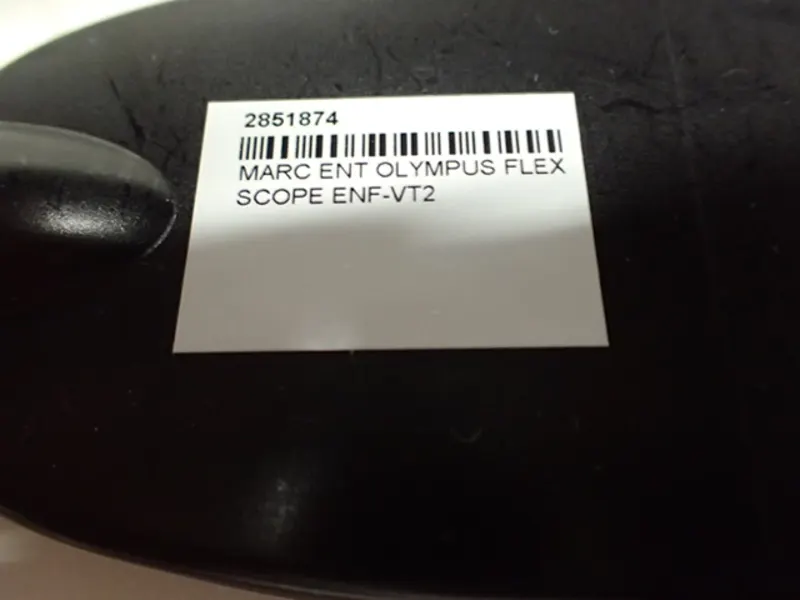 2851874
MARC ENT OLYMPUS FLEX
SCOPE ENF-VT2